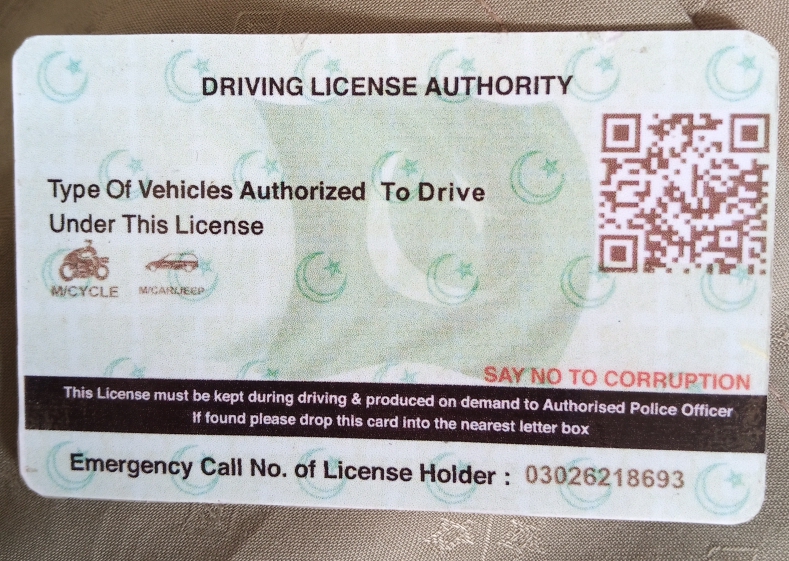 DRIVING LICENSE AUTHORITY
Type Of Vehicles Authorized To Drive
Under This License
M/CYCLE M/CAR/JEEP
SAY NO TO CORRUPTION
This License must be kept during driving & produced on demand to Authorised Police Officer
If found please drop this card into the nearest letter box
Emergency Call No. of License Holder : 03026218693